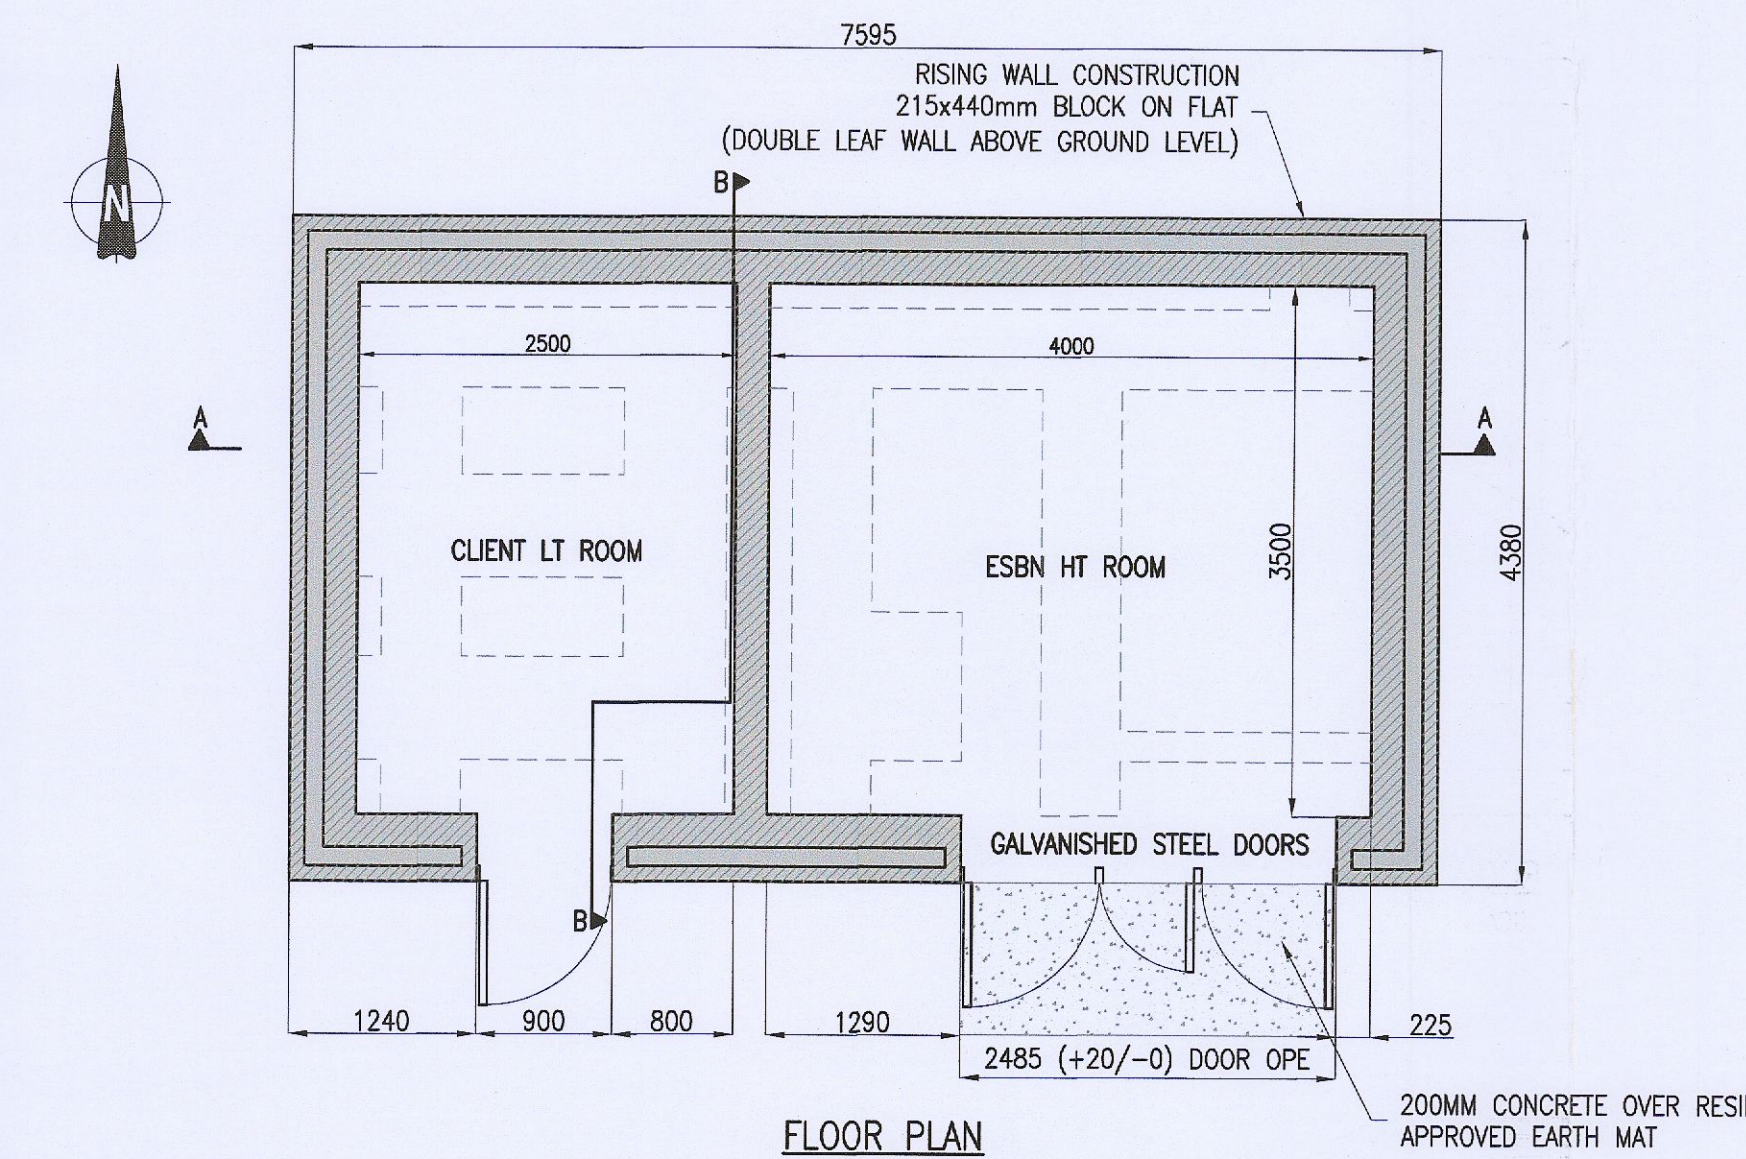 7595
RISING WALL CONSTRUCTION
215x440mm BLOCK ON FLAT
(DOUBLE LEAF WALL ABOVE GROUND LEVEL)
N
B
2500
4000
A
A
CLIENT LT ROOM
ESBN HT ROOM
3500
4380
GALVANISHED STEEL DOORS
B
1240
900
800
1290
225
2485 (+20/-0) DOOR OPE
200MM CONCRETE OVER
APPROVED EARTH MAT
FLOOR PLAN